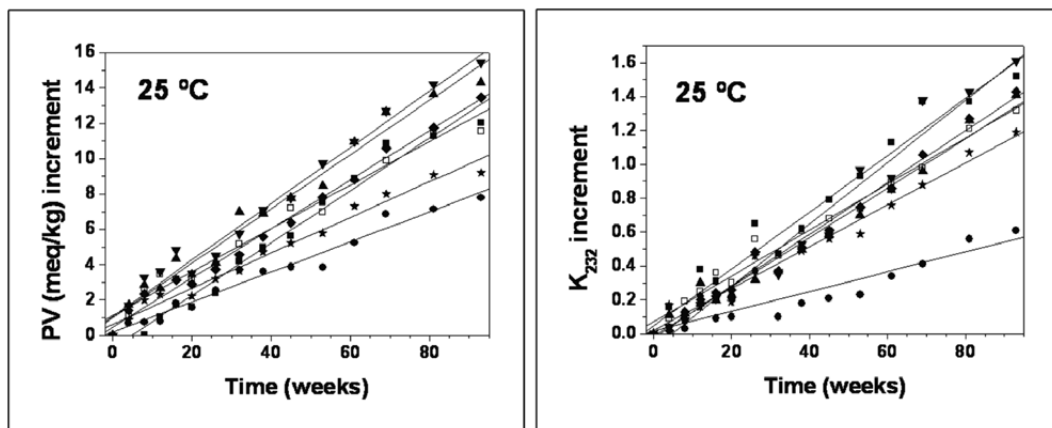 25 ºC
PV (meq/kg) increment
16
14
12
10
8
6
4
2
0
0 20 40 60 80
Time (weeks)
25 ºC
K232 increment
1.6
1.4
1.2
1.0
0.8
0.6
0.4
0.2
0.0
0 20 40 60 80
Time (weeks)